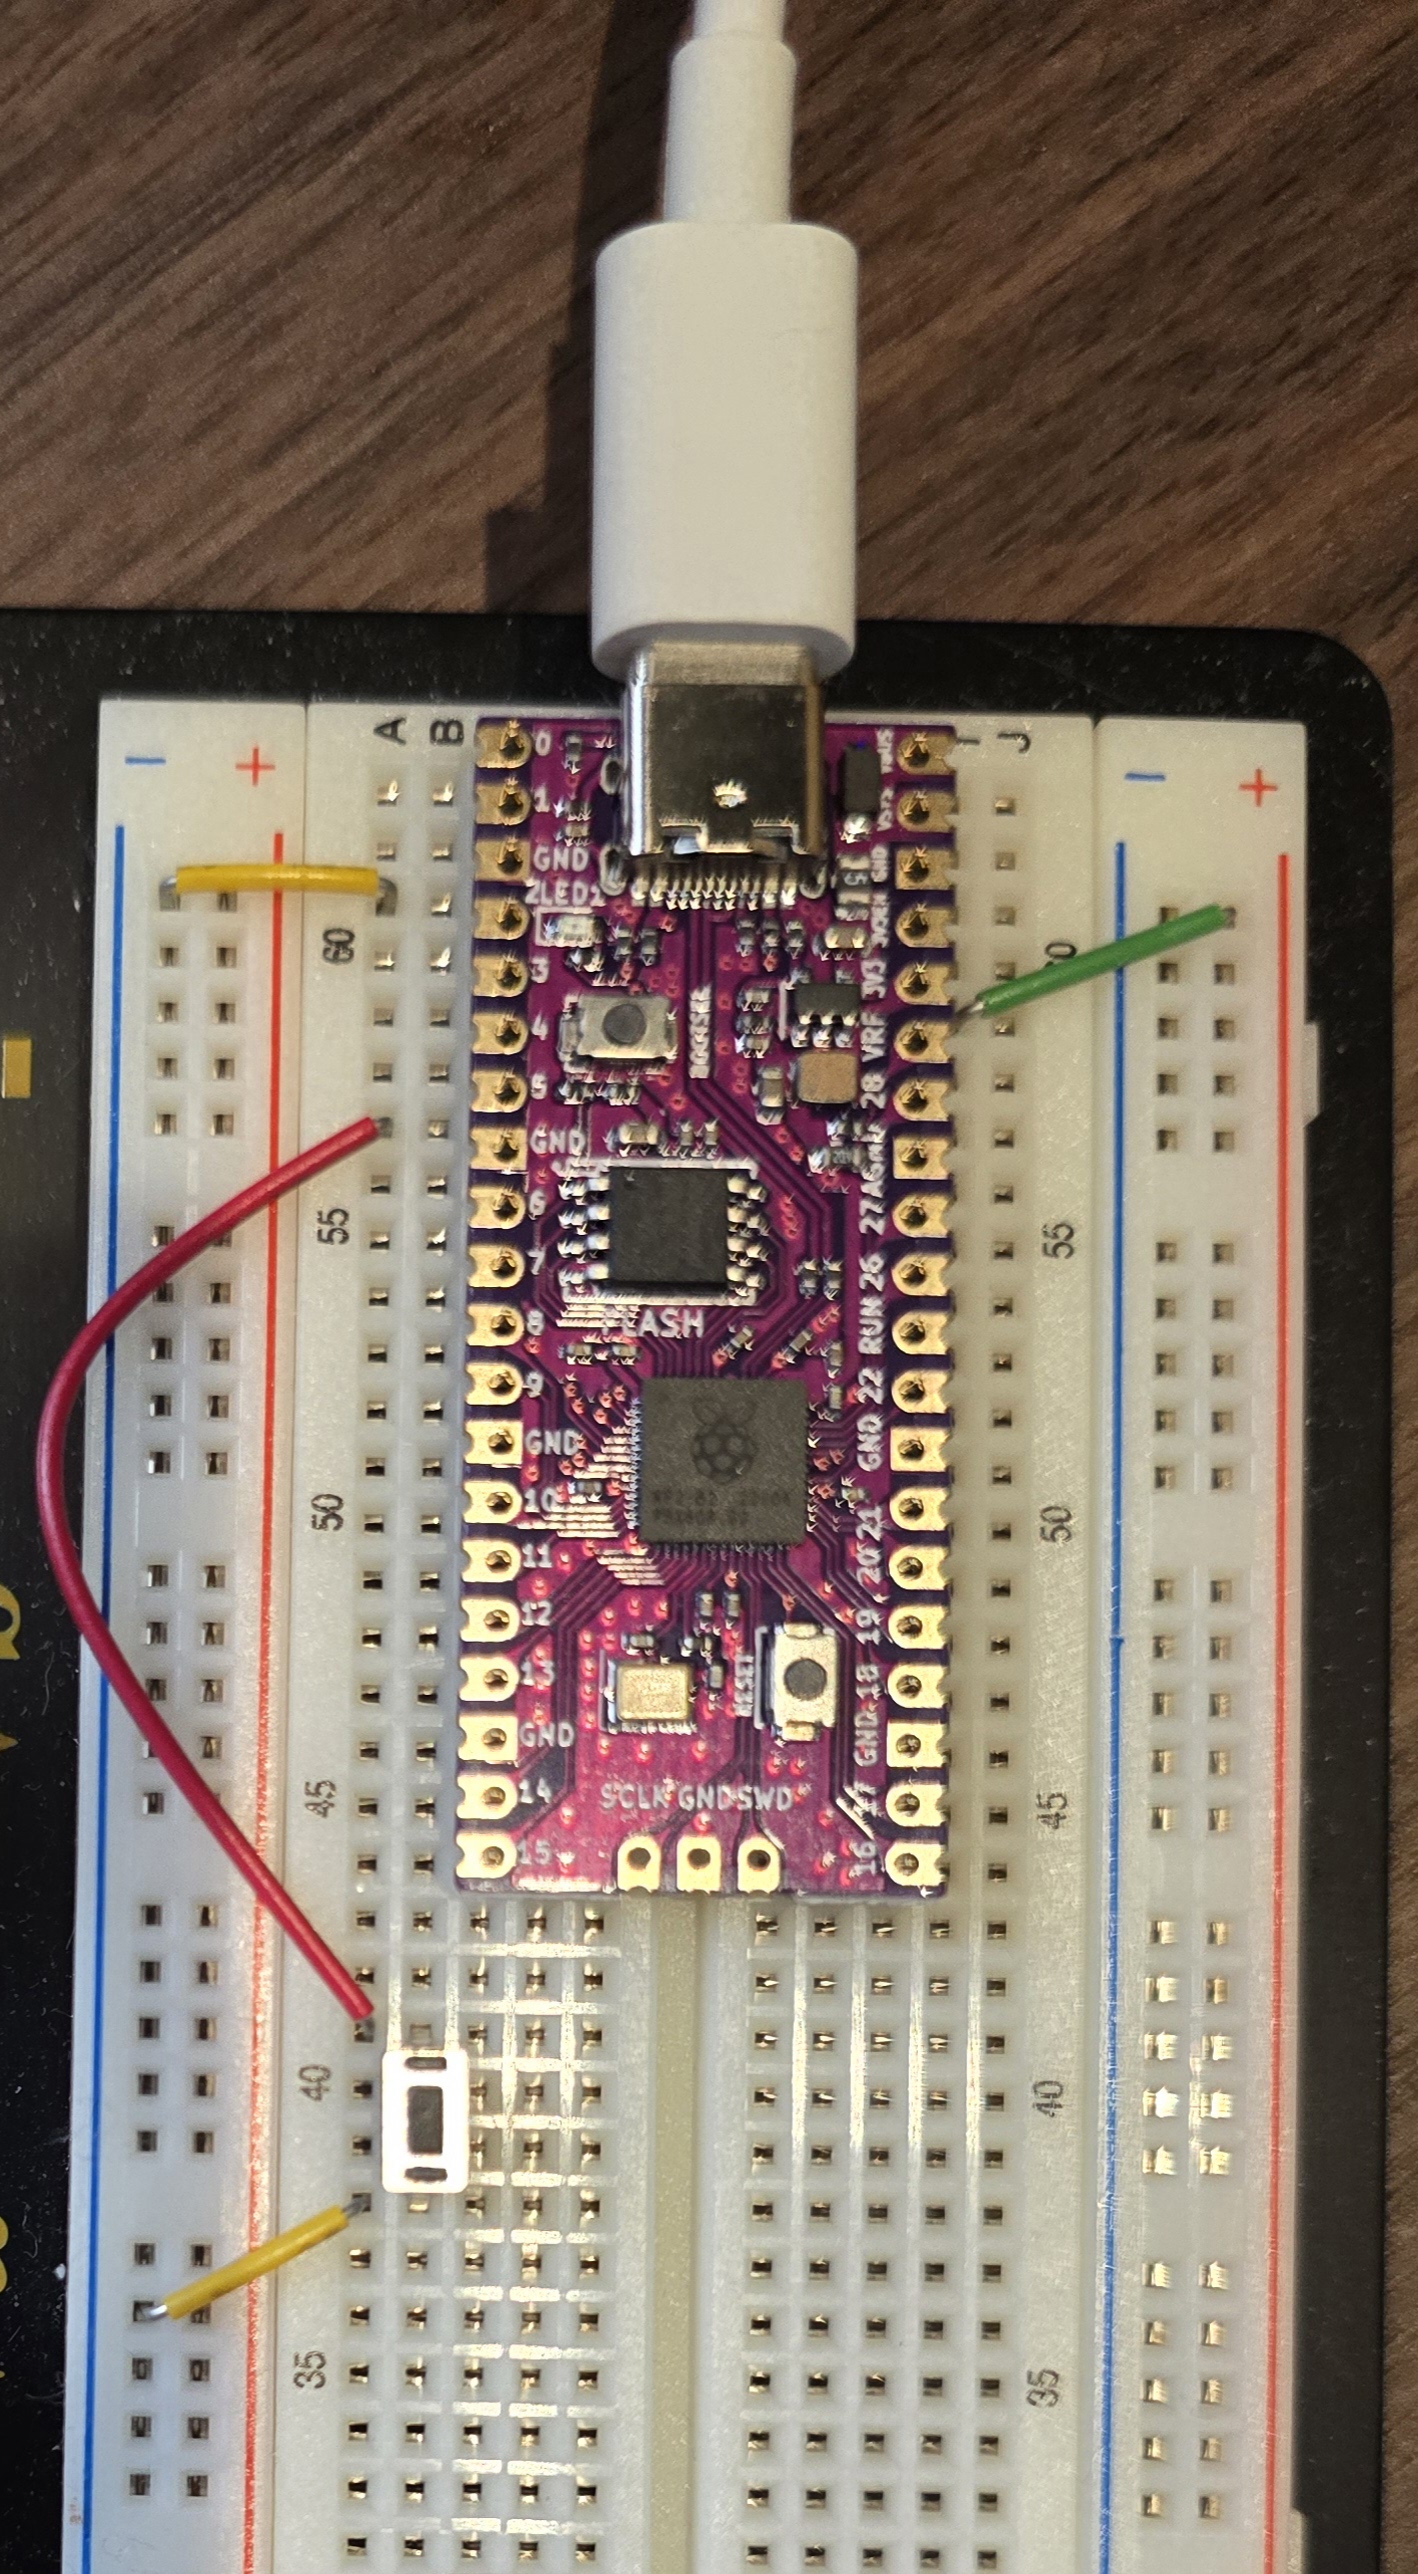 −
+
35 40 45 50 55 60
A
B
15 14 GND 13 12 11 10 GND 9 8 7 6 GND 5 4 3 2 GND 1 0
LED
SCLK GND SWD
FLASH
BOOTSEL
RESET
16 17 GND 18 19 20 21 GND 22 RUN 26 27 AGND 28 VRF 3V3 3V3EN GND VSYS VBUS
I
J
35 40 45 50 55 60
−
+